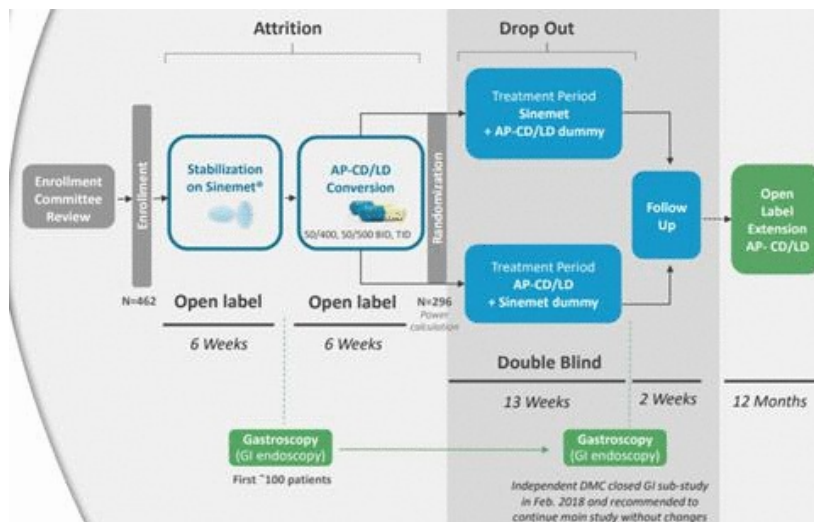 Attrition
Drop Out
Enrollment
Committee
Review
Enrollment
Stabilization
on Sinemet®
AP-CD/LD
Conversion
50/400, 50/500 BID, TID
Randomization
Treatment Period
Sinemet
+ AP-CD/LD dummy
Treatment Period
AP-CD/LD
+ Sinemet dummy
Follow
Up
Open
Label
Extension
AP- CD/LD
N=462
Open label
Open label
N=296
Power
calculation
6 Weeks
6 Weeks
Double Blind
13 Weeks
2 Weeks
12 Months
Gastroscopy
(GI endoscopy)
First ~100 patients
Gastroscopy
(GI endoscopy)
Independent DMC closed GI sub-study
in Feb. 2018 and recommended to
continue main study without changes